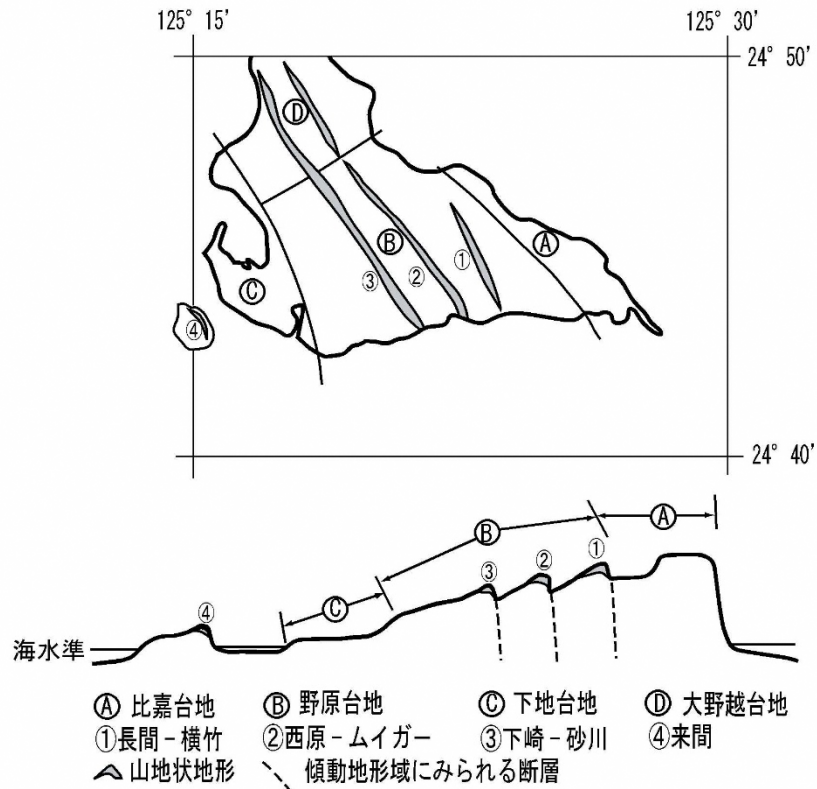 125° 15' 125° 30'
24° 50'
Ⓓ
Ⓑ Ⓐ
①
③ ② 
Ⓒ
④
24° 40'
Ⓑ Ⓐ
①
②
③
④ Ⓒ
海水準
Ⓐ 比嘉台地 Ⓑ 野原台地 Ⓒ 下地台地 Ⓓ 大野越台地
①長間－横竹 ②西原－ムイガー ③下崎－砂川 ④来間
山地状地形 傾動地形域にみられる断層